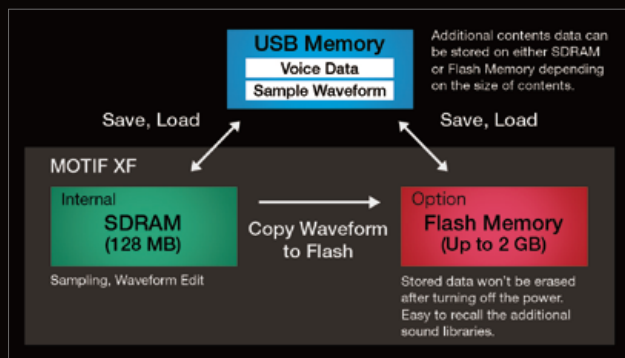 USB Memory
Voice Data
Sample Waveform
Additional contents data can
be stored on either SDRAM
or Flash Memory depending
on the size of contents.
Save, Load
Save, Load
MOTIF XF
Internal
SDRAM
(128 MB)
Sampling, Waveform Edit
Copy Waveform
to Flash
Option
Flash Memory
(Up to 2 GB)
Stored data won't be erased
after turning off the power.
Easy to recall the additional
sound libraries.